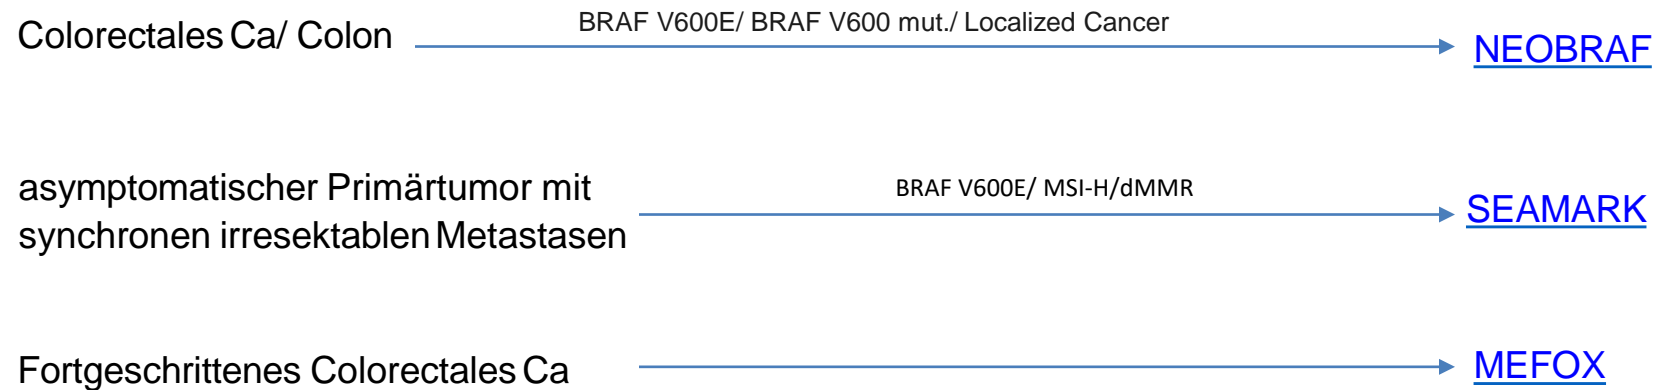 Colorectales Ca/ Colon
BRAF V600E/ BRAF V600 mut./ Localized Cancer
NEOBRAF
asymptomatischer Primärtumor mit
synchronen irresektablen Metastasen
BRAF V600E/ MSI-H/dMMR
SEAMARK
Fortgeschrittenes Colorectales Ca
MEFOX